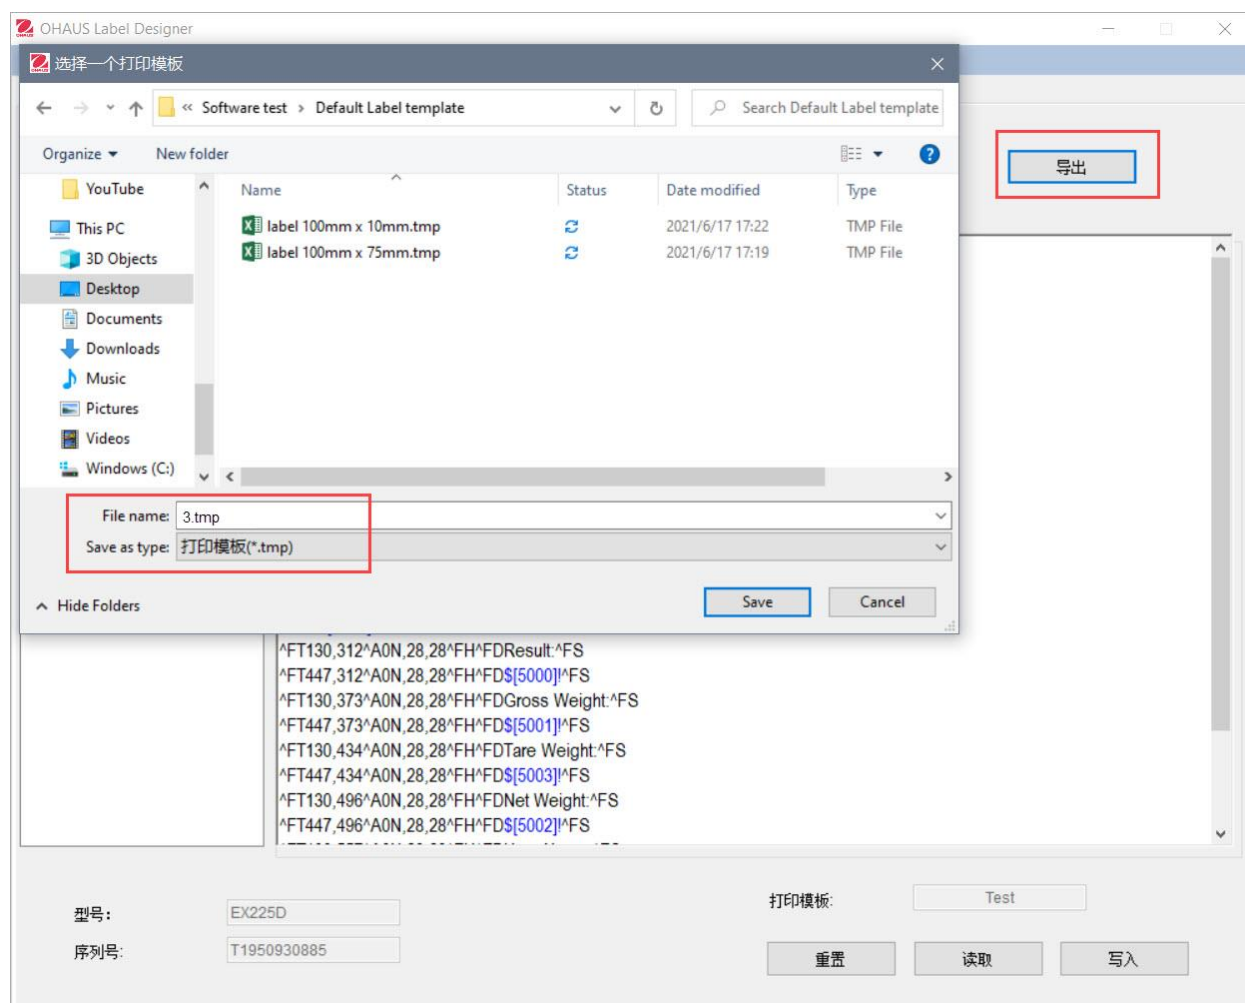 OHAUS Label Designer
选择一个打印模板
« Software test › Default Label template
Search Default Label template
Organize
New folder
导出
YouTube
This PC
3D Objects
Desktop
Documents
Downloads
Music
Pictures
Videos
Windows (C:)
Name Status Date modified Type
label 100mm x 10mm.tmp 2021/6/17 17:22 TMP File
label 100mm x 75mm.tmp 2021/6/17 17:19 TMP File
File name: 3.tmp
Save as type: 打印模板(*.tmp)
Hide Folders
Save
Cancel
^FT130,312^A0N,28,28^FH^FDResult:^FS
^FT447,312^A0N,28,28^FH^FD$[5000]!^FS
^FT130,373^A0N,28,28^FH^FDGross Weight:^FS
^FT447,373^A0N,28,28^FH^FD$[5001]!^FS
^FT130,434^A0N,28,28^FH^FDTare Weight:^FS
^FT447,434^A0N,28,28^FH^FD$[5003]!^FS
^FT130,496^A0N,28,28^FH^FDNet Weight:^FS
^FT447,496^A0N,28,28^FH^FD$[5002]!^FS
型号: EX225D
打印模板: Test
序列号: T1950930885
重置
读取
写入